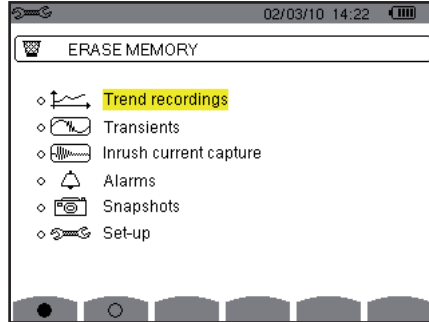 02/03/10 14:22
ERASE MEMORY
Trend recordings
Transients
Inrush current capture
Alarms
Snapshots
Set-up